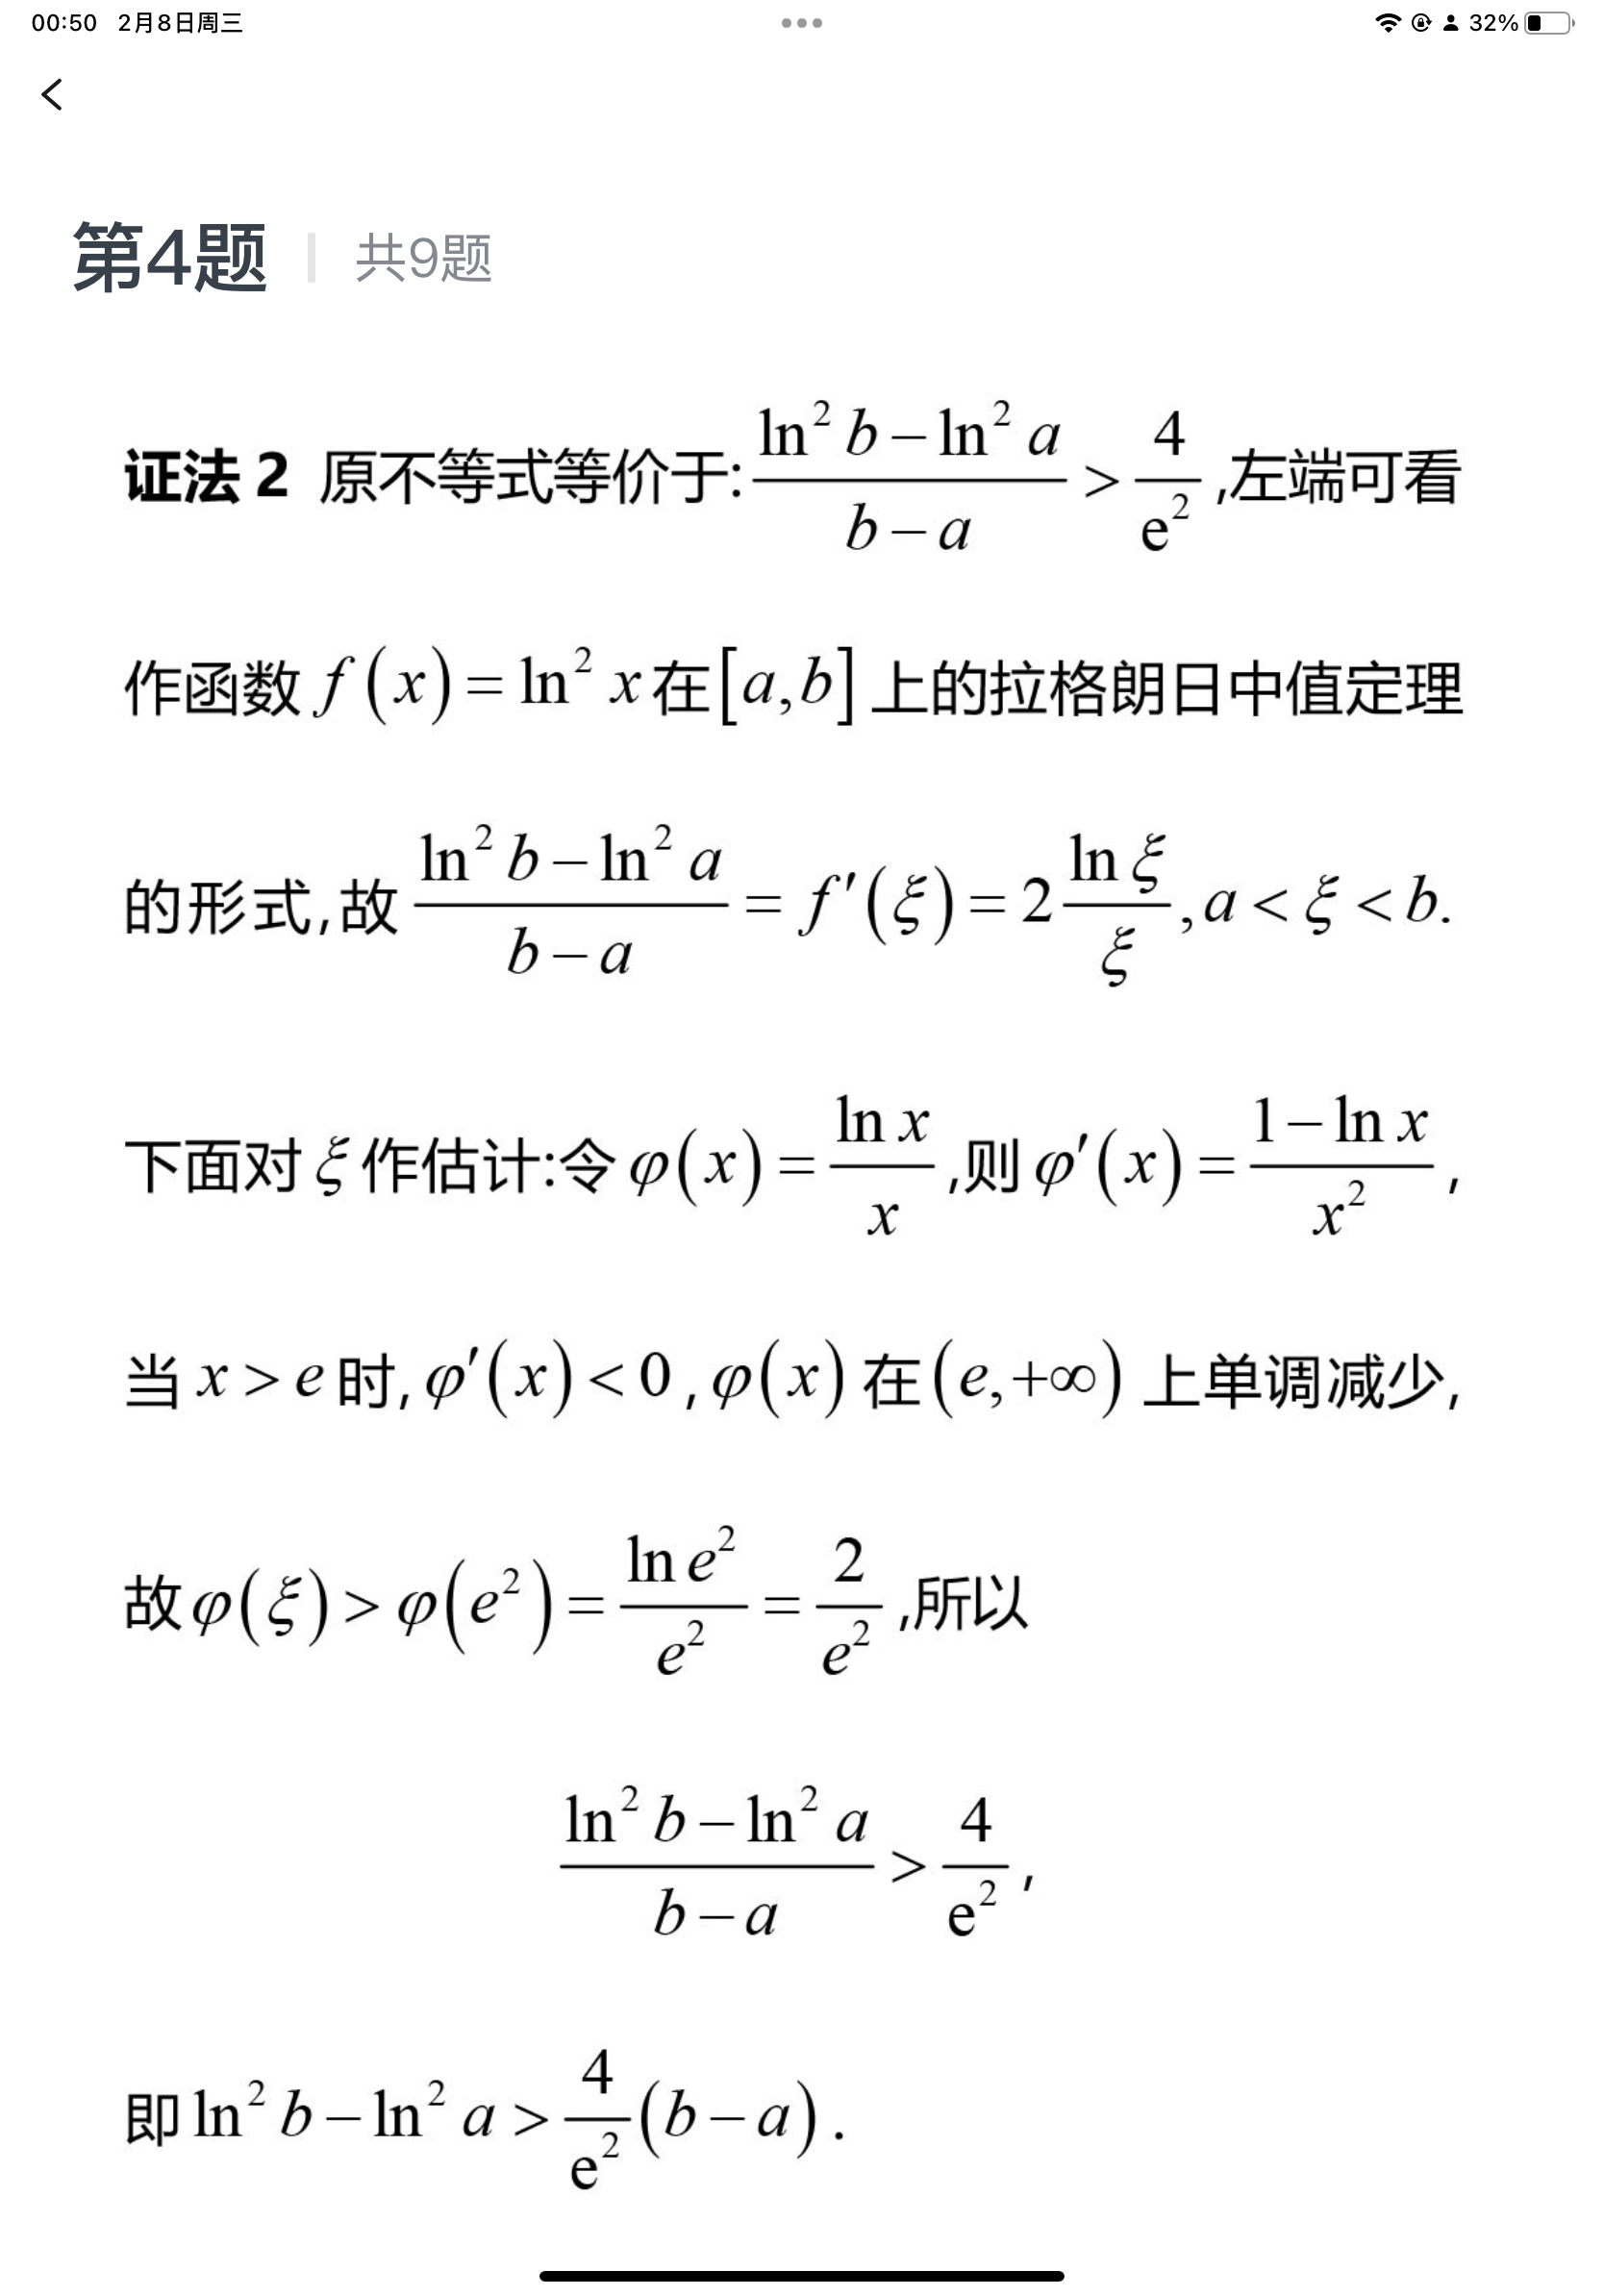 00:50 2月8日周三
32%
第4题 | 共9题
证法 2 原不等式等价于: $\frac{\ln^2 b - \ln^2 a}{b - a} > \frac{4}{\mathrm{e}^2}$ ,左端可看
作函数 $f(x) = \ln^2 x$ 在 $[a,b]$ 上的拉格朗日中值定理
的形式,故 $\frac{\ln^2 b - \ln^2 a}{b - a} = f'(\xi) = 2\frac{\ln \xi}{\xi}, a < \xi < b.$
下面对 $\xi$ 作估计:令 $\varphi(x) = \frac{\ln x}{x}$ ,则 $\varphi'(x) = \frac{1 - \ln x}{x^2}$ ,
当 $x > e$ 时, $\varphi'(x) < 0$ , $\varphi(x)$ 在 $(e, +\infty)$ 上单调减少,
故 $\varphi(\xi) > \varphi(e^2) = \frac{\ln e^2}{e^2} = \frac{2}{e^2}$ ,所以
$\frac{\ln^2 b - \ln^2 a}{b - a} > \frac{4}{\mathrm{e}^2}$ ,
即 $\ln^2 b - \ln^2 a > \frac{4}{\mathrm{e}^2}(b - a)$ .